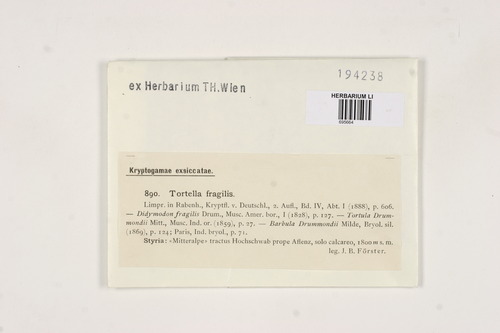 194238
ex Herbarium TH.Wien
HERBARIUM LI
Kryptogamae exsiccatae.
890. Tortella fragilis.
Limpr. in Rabenh., Kryptfl. v. Deutschl., 2. Aufl., Bd. IV, Abt. I (1888), p. 606.
— Didymodon fragilis Drum., Musc. Amer. bor., I (1828), p. 127. — Tortula Drum-
mondii Mitt., Musc. Ind. or. (1859), p. 27. — Barbula Drummondii Milde, Bryol. sil.
(1869), p. 124; Paris, Ind. bryol., p. 71.
Styria: «Mitteralpe» tractus Hochschwab prope Aflenz, solo calcareo, 1800 m s. m.
leg. J. B. Förster.